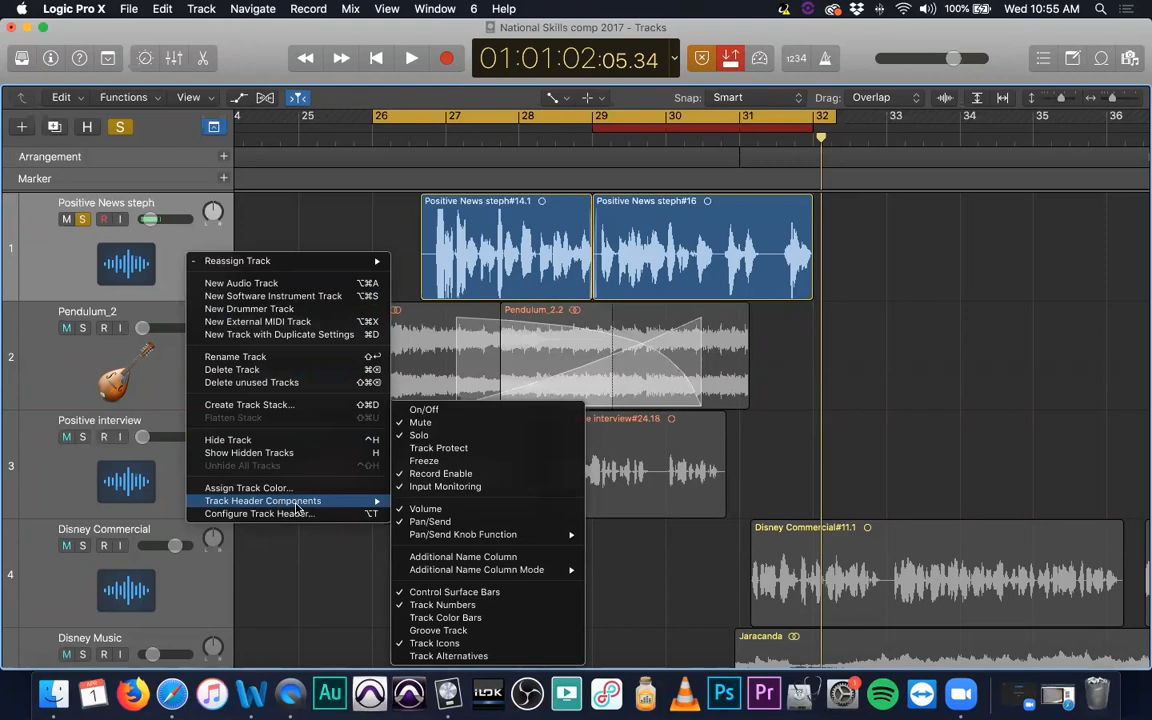 Logic Pro X File Edit Track Navigate Record Mix View Window 6 Help 100% Wed 10:55 AM
National Skills comp 2017 - Tracks
01:01:02:05.34 1234
Edit Functions View Snap: Smart Drag: Overlap
S H
4 25 26 27 28 29 30 31 32 33 34 35 36
Arrangement
Marker
Positive News steph
M S R I
1
Positive News steph#14.1
Positive News steph#16
Reassign Track
New Audio Track ⌥⌘A
New Software Instrument Track ⌥⌘S
New Drummer Track
New External MIDI Track ⌥⌘X
New Track with Duplicate Settings ⌘D
Rename Track ⇧↩
Delete Track ⌘⌫
Delete unused Tracks ⇧⌘⌫
Create Track Stack... ⇧⌘D
Flatten Stack ⇧⌘U
Hide Track ^H
Show Hidden Tracks H
Unhide All Tracks ^⇧H
Assign Track Color...
Track Header Components
Configure Track Header... ⌥T
On/Off
Mute
Solo
Track Protect
Freeze
Record Enable
Input Monitoring
Volume
Pan/Send
Pan/Send Knob Function
Additional Name Column
Additional Name Column Mode
Control Surface Bars
Track Numbers
Track Color Bars
Groove Track
Track Icons
Track Alternatives
Pendulum_2
M S R I
2
Pendulum_2.2
Positive interview
M S R I
3
e interview#24.18
Disney Commercial
M S R I
4
Disney Commercial#11.1
Disney Music
M S R I
Jaracanda
APR 1 Au iLOK Ps Pr 1